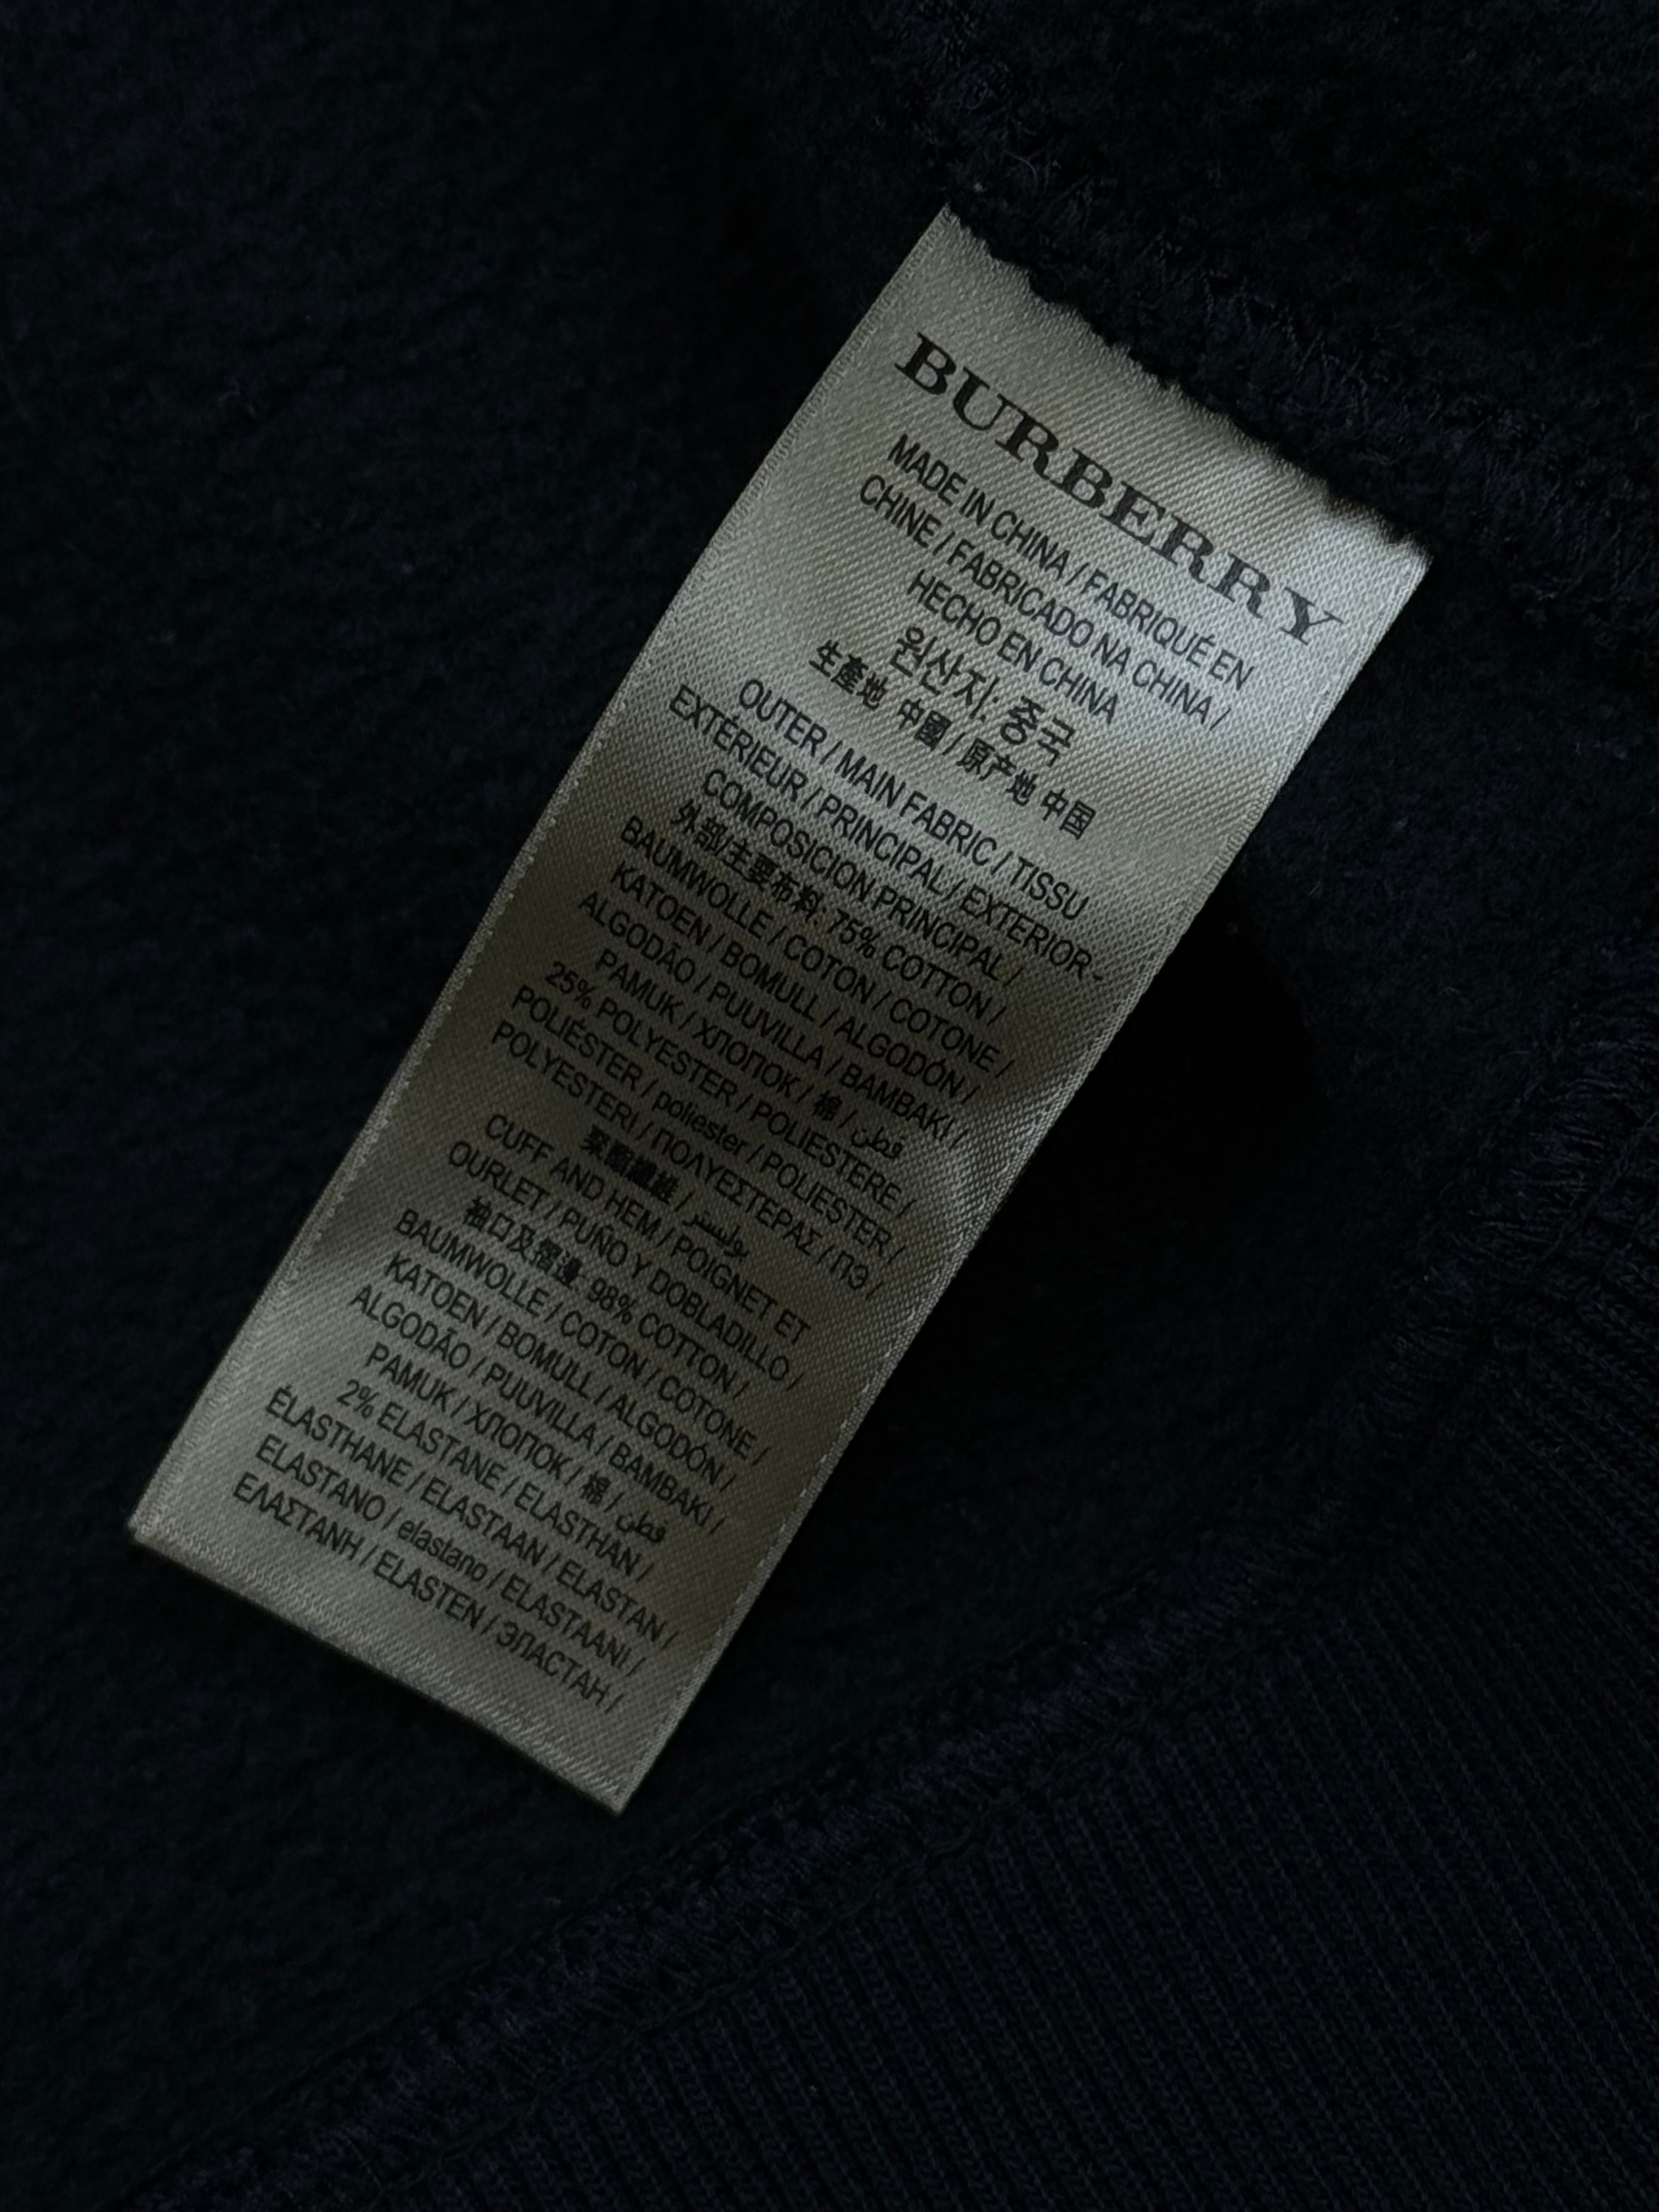 BURBERRY
MADE IN CHINA / FABRIQUÉ EN
CHINE / FABRICADO NA CHINA /
HECHO EN CHINA
원산지: 중국
生產地 中國 / 原产地 中国
OUTER / MAIN FABRIC / TISSU
EXTÉRIEUR / PRINCIPAL / EXTERIOR -
COMPOSICION PRINCIPAL /
外部/主要布料: 75% COTTON /
BAUMWOLLE / COTON / COTONE /
KATOEN / BOMULL / ALGODÓN /
ALGODÃO / PUUVILLA / BAMBAKI /
PAMUK / ХЛОПОК / 棉 / قطن
25% POLYESTER / POLIESTERE /
POLIÉSTER / poliester / POLIESTER /
POLYESTERI / ΠΟΛΥΕΣΤΕΡΑΣ / ПЭ /
聚酯纖維 / بوليستر
CUFF AND HEM / POIGNET ET
OURLET / PUÑO Y DOBLADILLO /
袖口及褶邊: 98% COTTON /
BAUMWOLLE / COTON / COTONE /
KATOEN / BOMULL / ALGODÓN /
ALGODÃO / PUUVILLA / BAMBAKI /
PAMUK / ХЛОПОК / 棉 / قطن
2% ELASTANE / ELASTHAN /
ÉLASTHANE / ELASTAAN / ELASTAN /
ELASTANO / elastano / ELASTAANI /
ΕΛΑΣΤΑΝΗ / ELASTEN / ЭЛАСТАН /